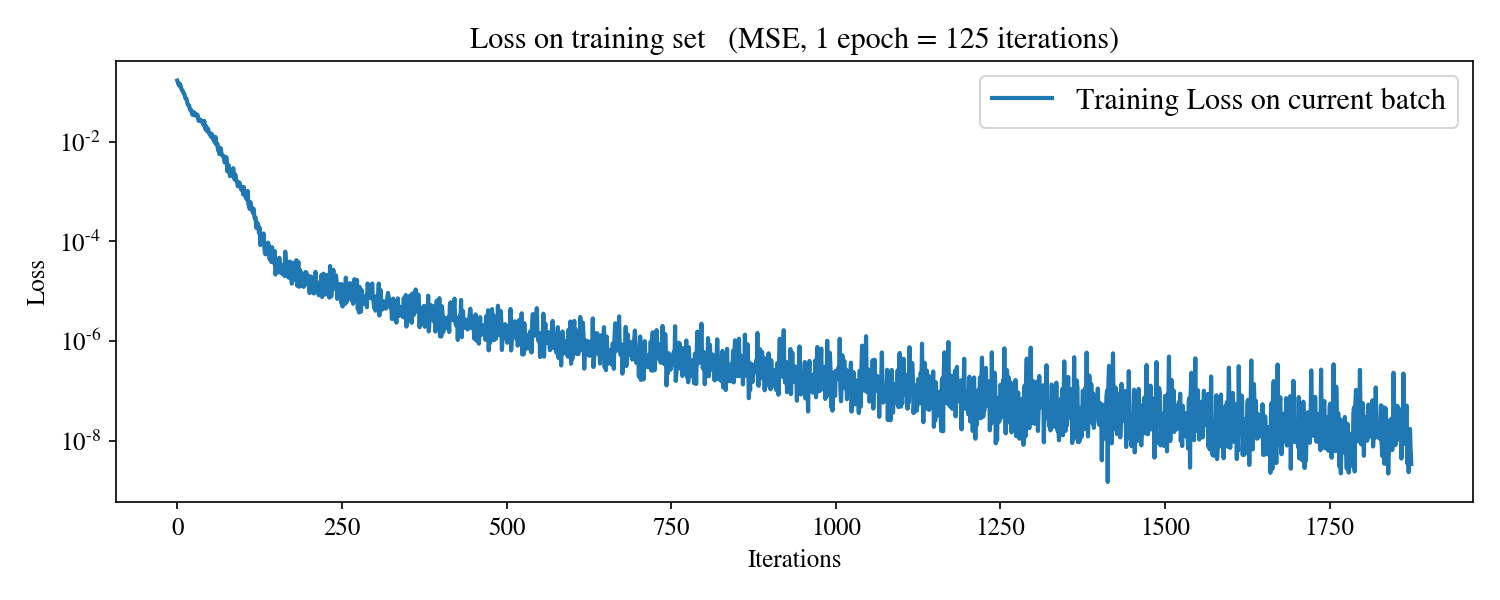 Loss on training set (MSE, 1 epoch = 125 iterations)
Training Loss on current batch
Loss
10⁻²
10⁻⁴
10⁻⁶
10⁻⁸
0 250 500 750 1000 1250 1500 1750
Iterations